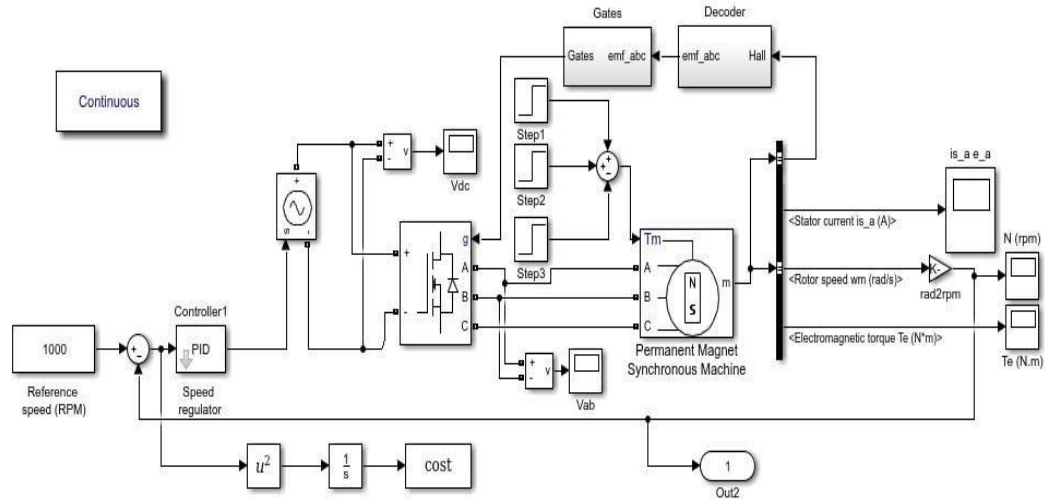 Gates
Decoder
Gates emf_abc
emf_abc Hall
Continuous
Step1
is_a e_a
+
-
v
Vdc
Step2
+
+
-
<Stator current is_a (A)>
+
s
-
N (rpm)
Step3
g
+
A
B
-
C
Tm
A
B
C
N
S
m
K-
<Rotor speed wm (rad/s)>
rad2rpm
Controller1
<Electromagnetic torque Te (N*m)>
Te (N.m)
1000
+
-
PID
Permanent Magnet
Synchronous Machine
+
-
v
Reference
speed (RPM)
Speed
regulator
Vab
u²
1
s
cost
1
Out2